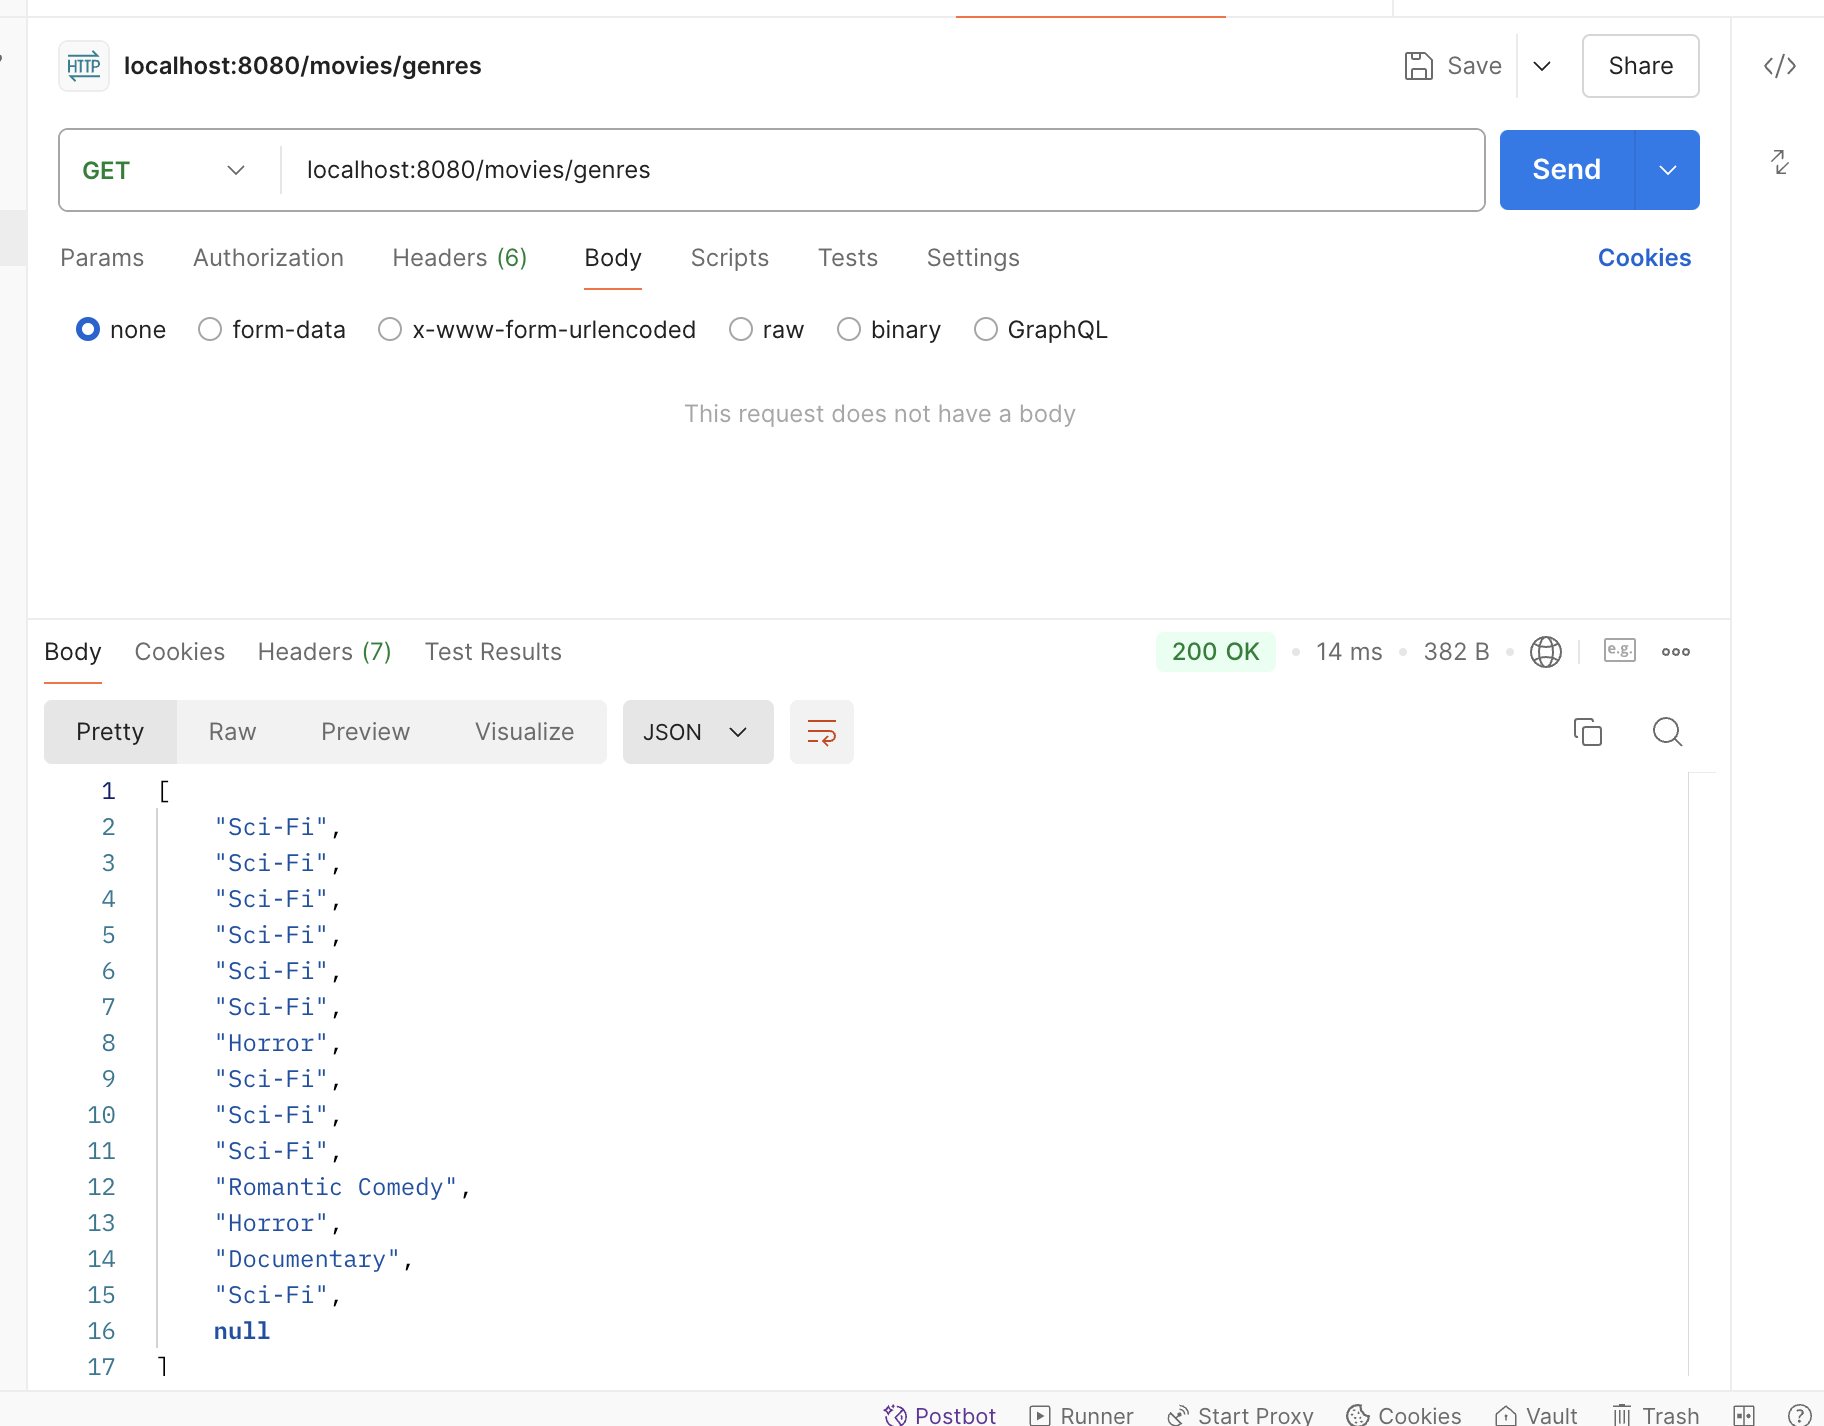 HTTP localhost:8080/movies/genres Save Share
GET localhost:8080/movies/genres Send
Params Authorization Headers (6) Body Scripts Tests Settings Cookies
none form-data x-www-form-urlencoded raw binary GraphQL
This request does not have a body
Body Cookies Headers (7) Test Results 200 OK 14 ms 382 B e.g.
Pretty Raw Preview Visualize JSON
1 [
2 "Sci-Fi",
3 "Sci-Fi",
4 "Sci-Fi",
5 "Sci-Fi",
6 "Sci-Fi",
7 "Sci-Fi",
8 "Horror",
9 "Sci-Fi",
10 "Sci-Fi",
11 "Sci-Fi",
12 "Romantic Comedy",
13 "Horror",
14 "Documentary",
15 "Sci-Fi",
16 null
17 ]
Postbot Runner Start Proxy Cookies Vault Trash